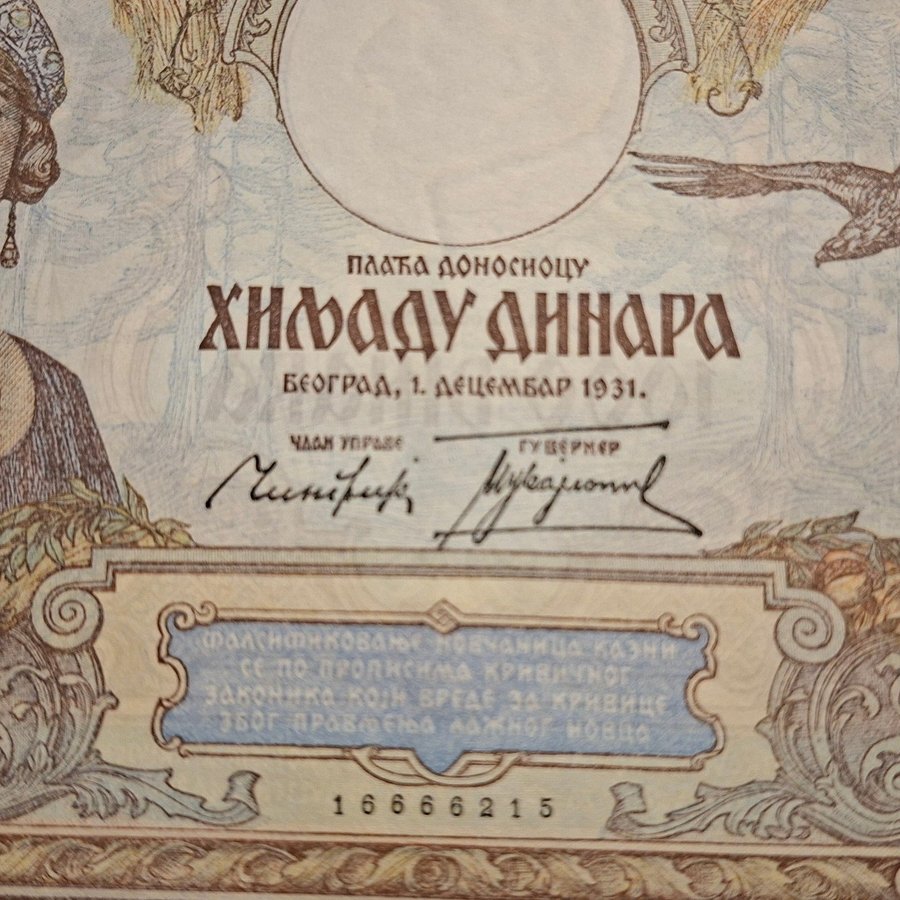 ПЛАЋА ДОНОСИОЦУ
ХИЉАДУ ДИНАРА
БЕОГРАД, 1. ДЕЦЕМБАР 1931.
ЧЛАН УПРАВЕ ГУВЕРНЕР
ФАЛСИФИКОВАЊЕ НОВЧАНИЦА КАЗНИ
СЕ ПО ПРОПИСИМА КРИВИЧНОГ
ЗАКОНИКА КОЈИ ВРЕДЕ ЗА КРИВИЦЕ
ЗБОГ ПРАВЉЕЊА ЛАЖНОГ НОВЦА
16666215